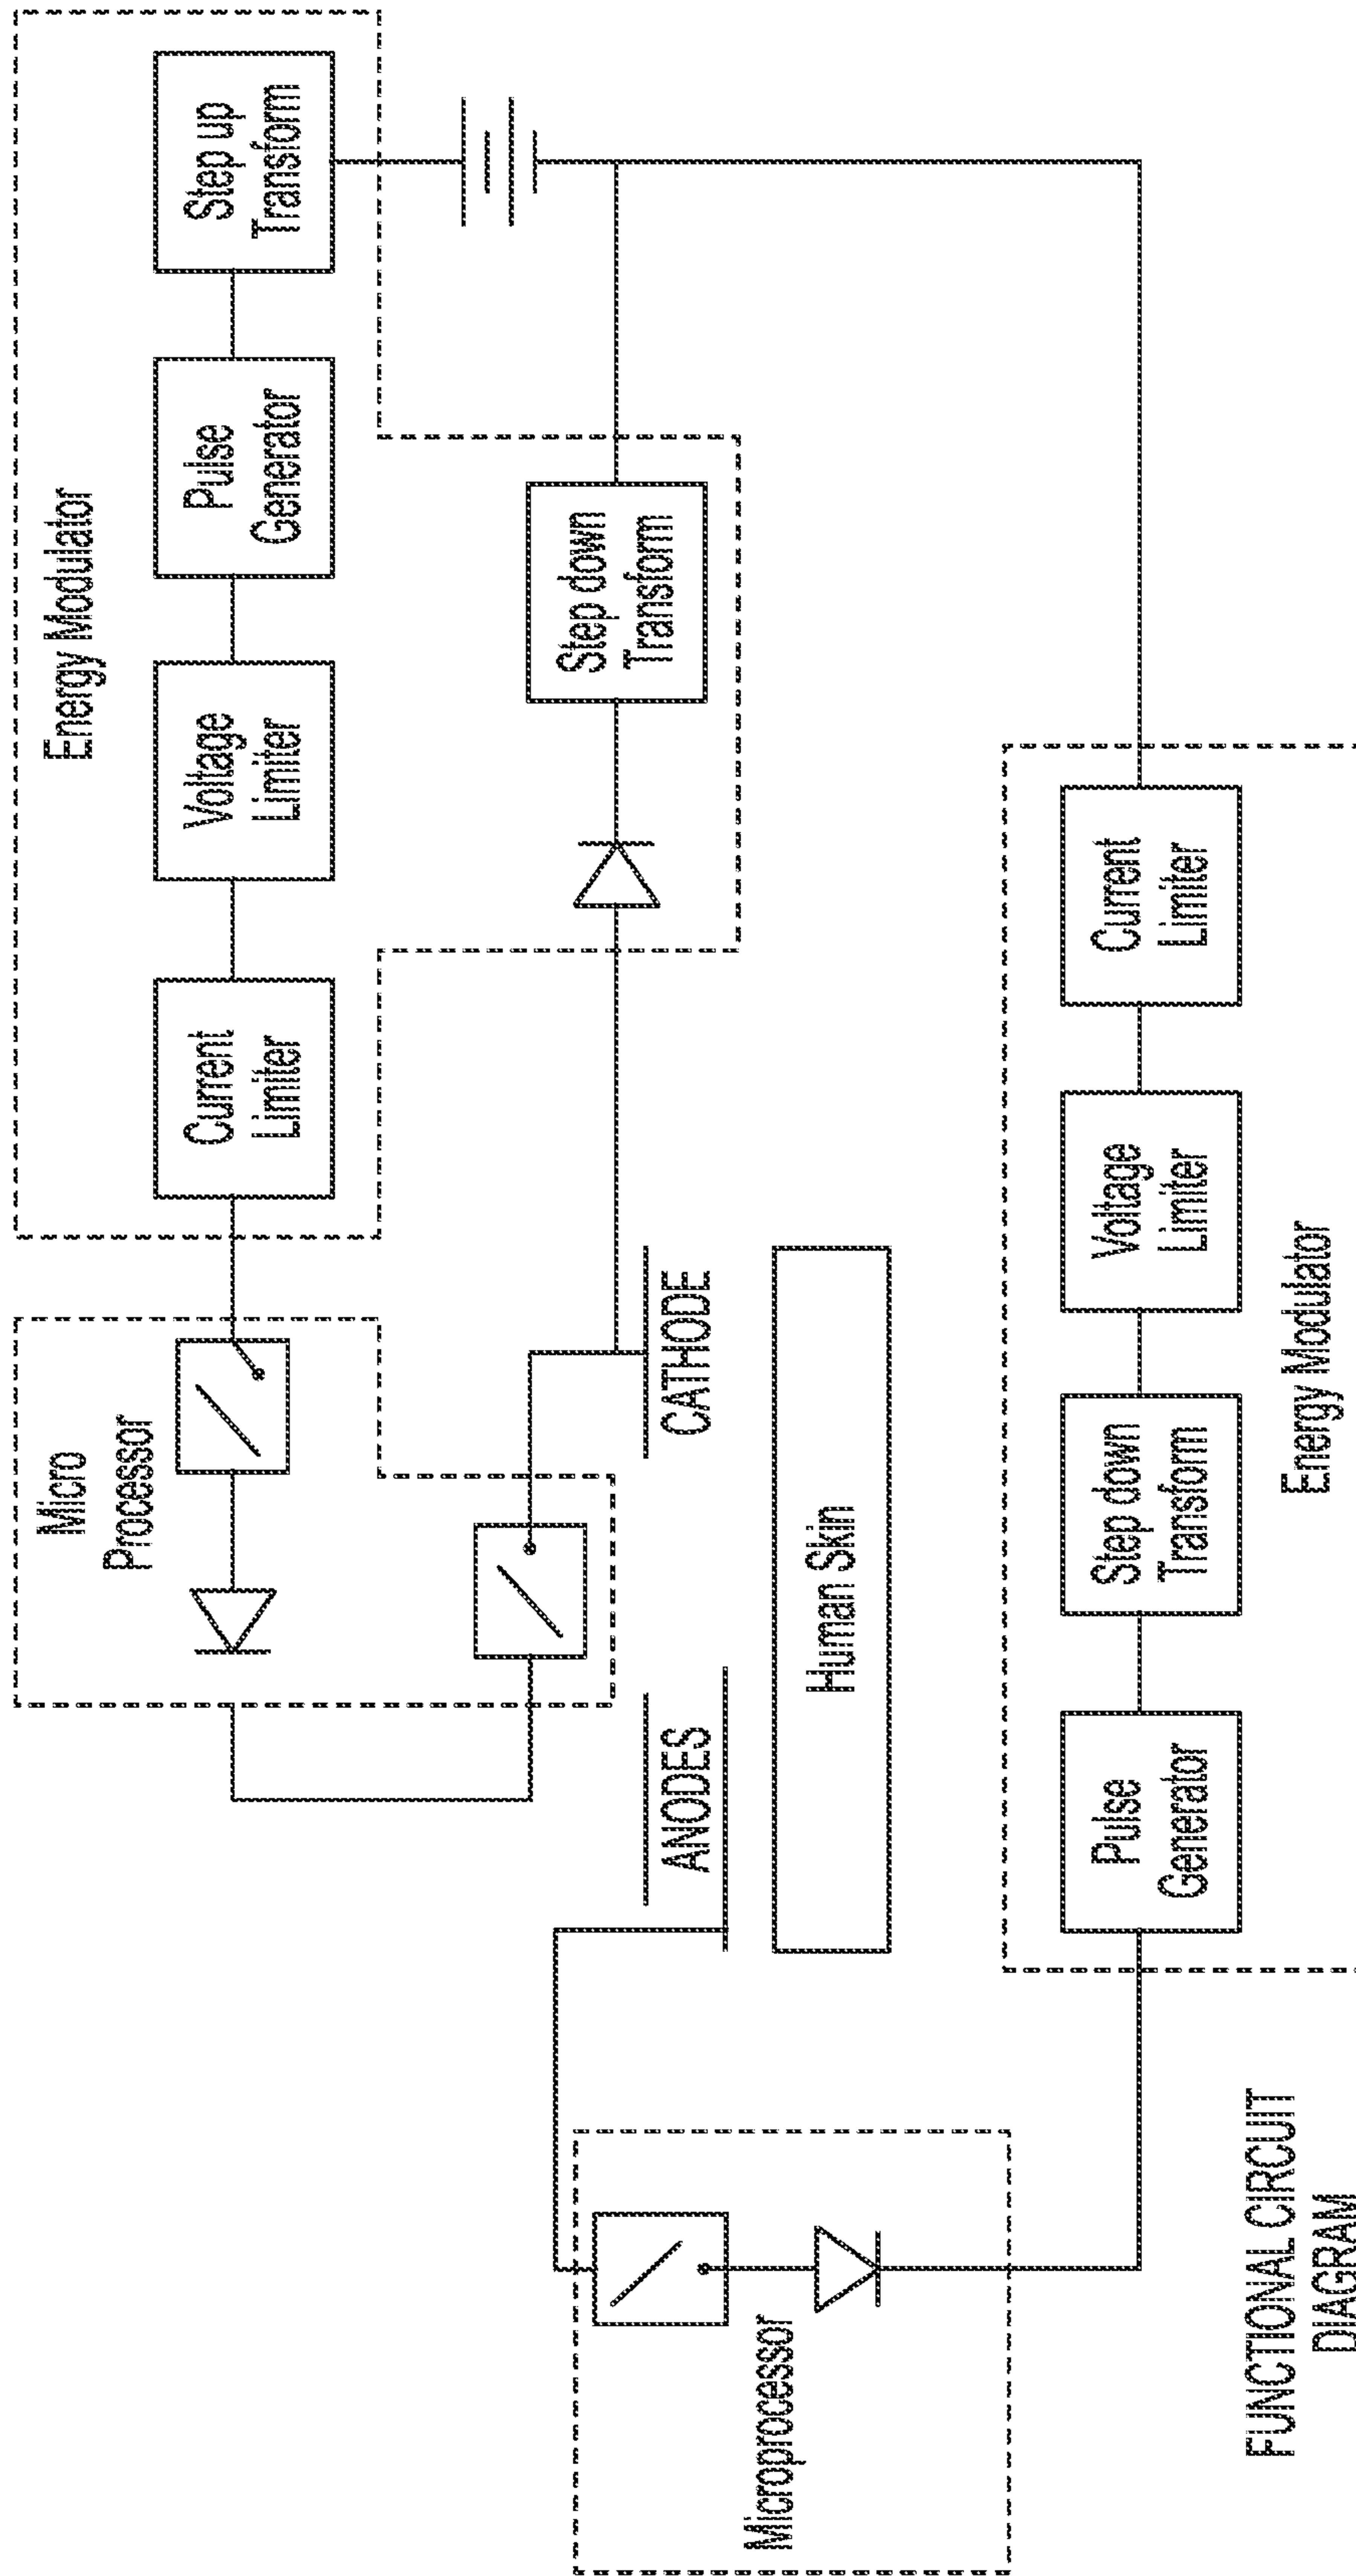 Energy Modulator
Micro
Processor
Current
Limiter
Voltage
Limiter
Pulse
Generator
Step up
Transform
Step down
Transform
CATHODE
ANODES
Human Skin
Microprocessor
Pulse
Generator
Step down
Transform
Voltage
Limiter
Current
Limiter
Energy Modulator
FUNCTIONAL CIRCUIT
DIAGRAM